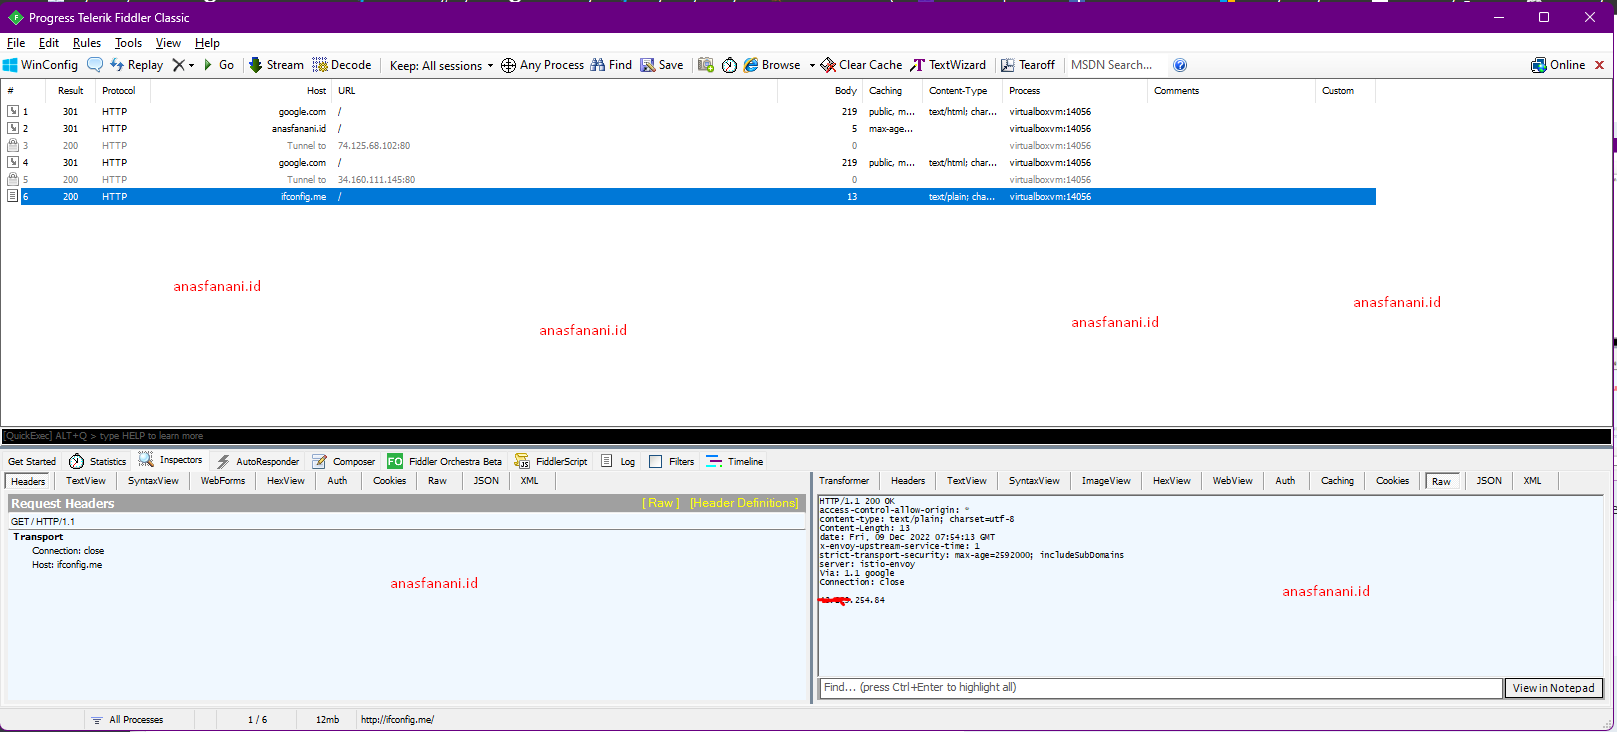 Progress Telerik Fiddler Classic
File Edit Rules Tools View Help
WinConfig Replay Go Stream Decode Keep: All sessions Any Process Find Save Browse Clear Cache TextWizard Tearoff MSDN Search... Online
# Result Protocol Host URL Body Caching Content-Type Process Comments Custom
1 301 HTTP google.com / 219 public, m... text/html; char... virtualboxvm:14056
2 301 HTTP anasfanani.id / 5 max-age... virtualboxvm:14056
3 200 HTTP Tunnel to 74.125.68.102:80 0 virtualboxvm:14056
4 301 HTTP google.com / 219 public, m... text/html; char... virtualboxvm:14056
5 200 HTTP Tunnel to 34.160.111.145:80 0 virtualboxvm:14056
6 200 HTTP ifconfig.me / 13 text/plain; cha... virtualboxvm:14056
anasfanani.id
anasfanani.id
anasfanani.id
anasfanani.id
[QuickExec] ALT+Q > type HELP to learn more
Get Started Statistics Inspectors AutoResponder Composer FO Fiddler Orchestra Beta FiddlerScript Log Filters Timeline
Headers TextView SyntaxView WebForms HexView Auth Cookies Raw JSON XML
Request Headers [ Raw ] [Header Definitions]
GET / HTTP/1.1
Transport
Connection: close
Host: ifconfig.me
anasfanani.id
Transformer Headers TextView SyntaxView ImageView HexView WebView Auth Caching Cookies Raw JSON XML
HTTP/1.1 200 OK
access-control-allow-origin: *
content-type: text/plain; charset=utf-8
Content-Length: 13
date: Fri, 09 Dec 2022 07:54:13 GMT
x-envoy-upstream-service-time: 1
strict-transport-security: max-age=2592000; includeSubDomains
server: istio-envoy
Via: 1.1 google
Connection: close
.254.84
anasfanani.id
Find... (press Ctrl+Enter to highlight all) View in Notepad
All Processes 1 / 6 12mb http://ifconfig.me/